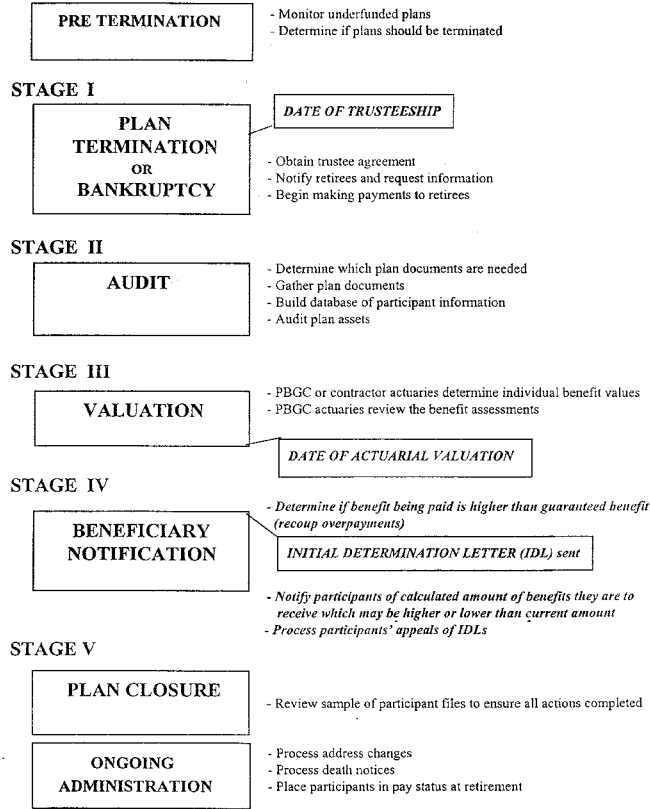 PRE TERMINATION
- Monitor underfunded plans
- Determine if plans should be terminated
STAGE I
DATE OF TRUSTEESHIP
PLAN
TERMINATION
OR
BANKRUPTCY
- Obtain trustee agreement
- Notify retirees and request information
- Begin making payments to retirees
STAGE II
AUDIT
- Determine which plan documents are needed
- Gather plan documents
- Build database of participant information
- Audit plan assets
STAGE III
VALUATION
- PBGC or contractor actuaries determine individual benefit values
- PBGC actuaries review the benefit assessments
DATE OF ACTUARIAL VALUATION
STAGE IV
BENEFICIARY
NOTIFICATION
- Determine if benefit being paid is higher than guaranteed benefit
(recoup overpayments)
INITIAL DETERMINATION LETTER (IDL) sent
- Notify participants of calculated amount of benefits they are to
receive which may be higher or lower than current amount
- Process participants' appeals of IDLs
STAGE V
PLAN CLOSURE
- Review sample of participant files to ensure all actions completed
ONGOING
ADMINISTRATION
- Process address changes
- Process death notices
- Place participants in pay status at retirement